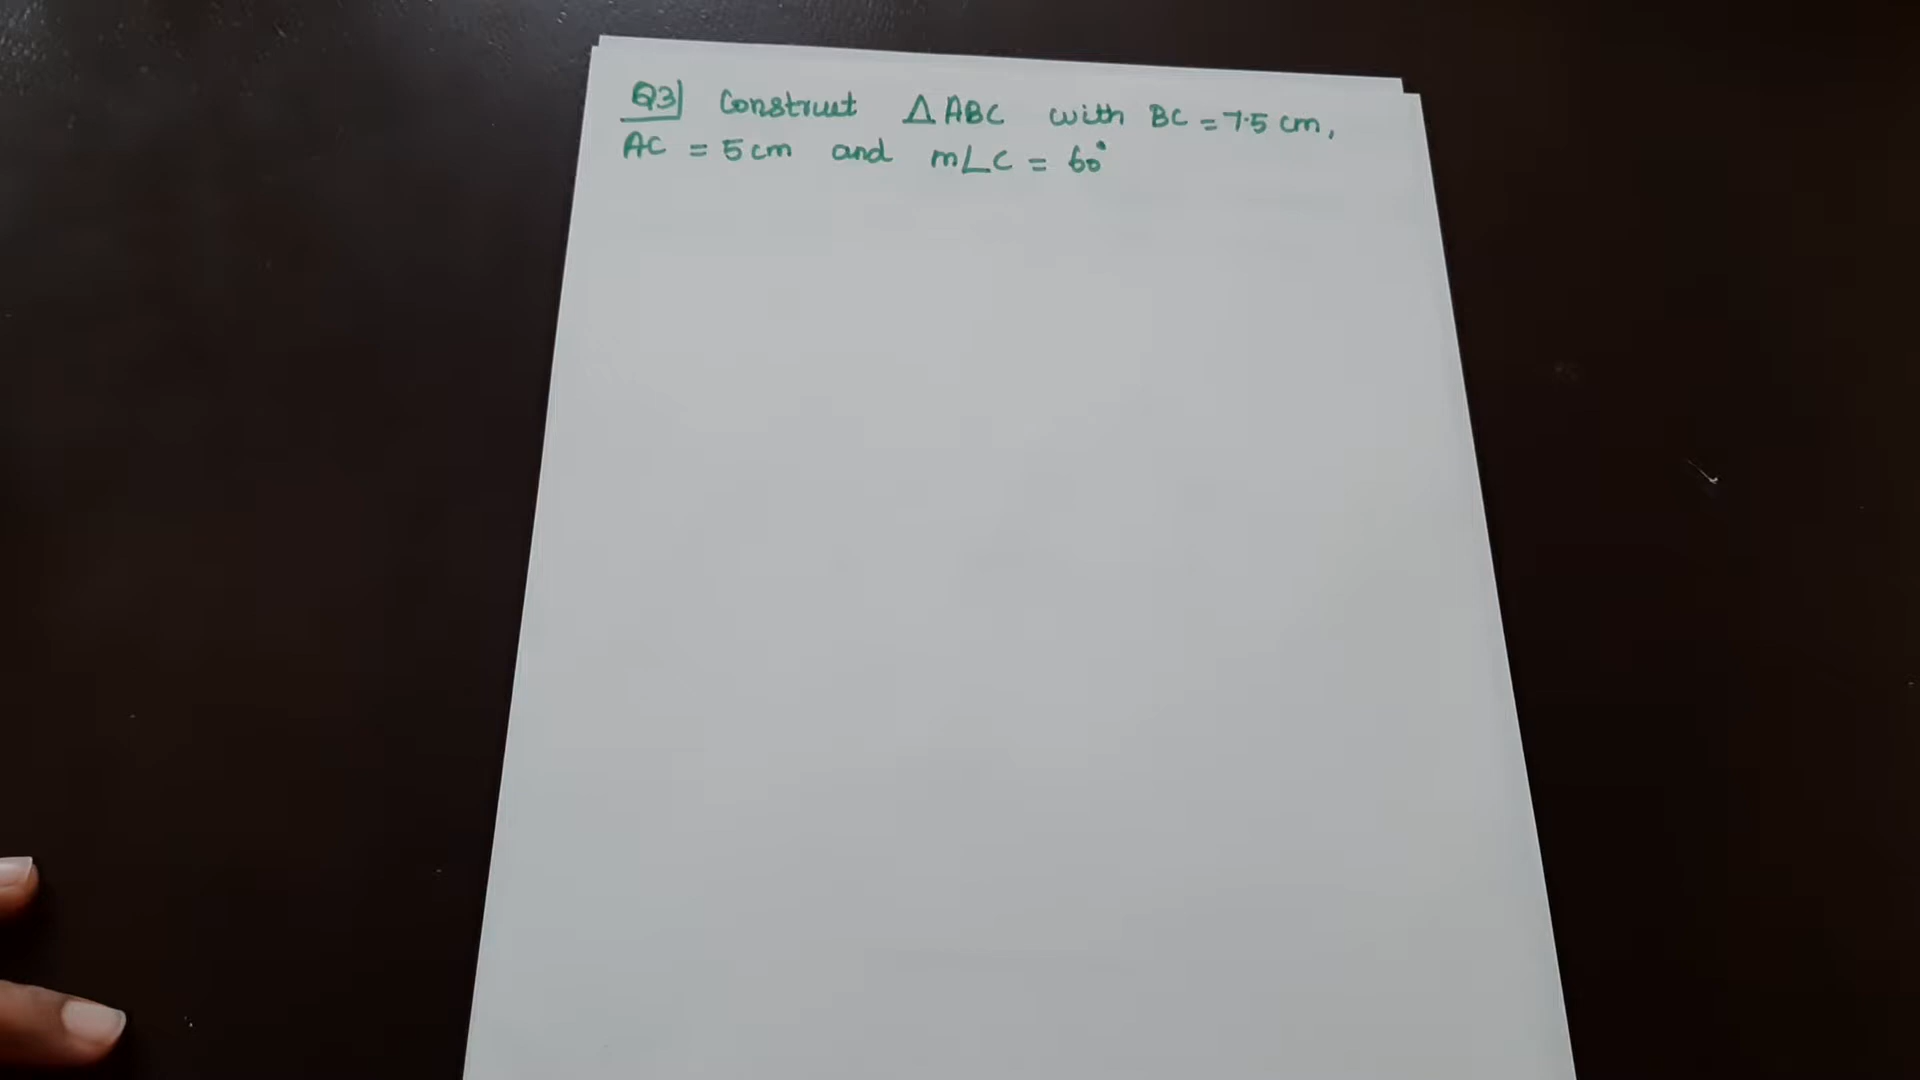 Q3] Construct △ABC with BC = 7.5 cm,
AC = 5 cm and m∠C = 60°